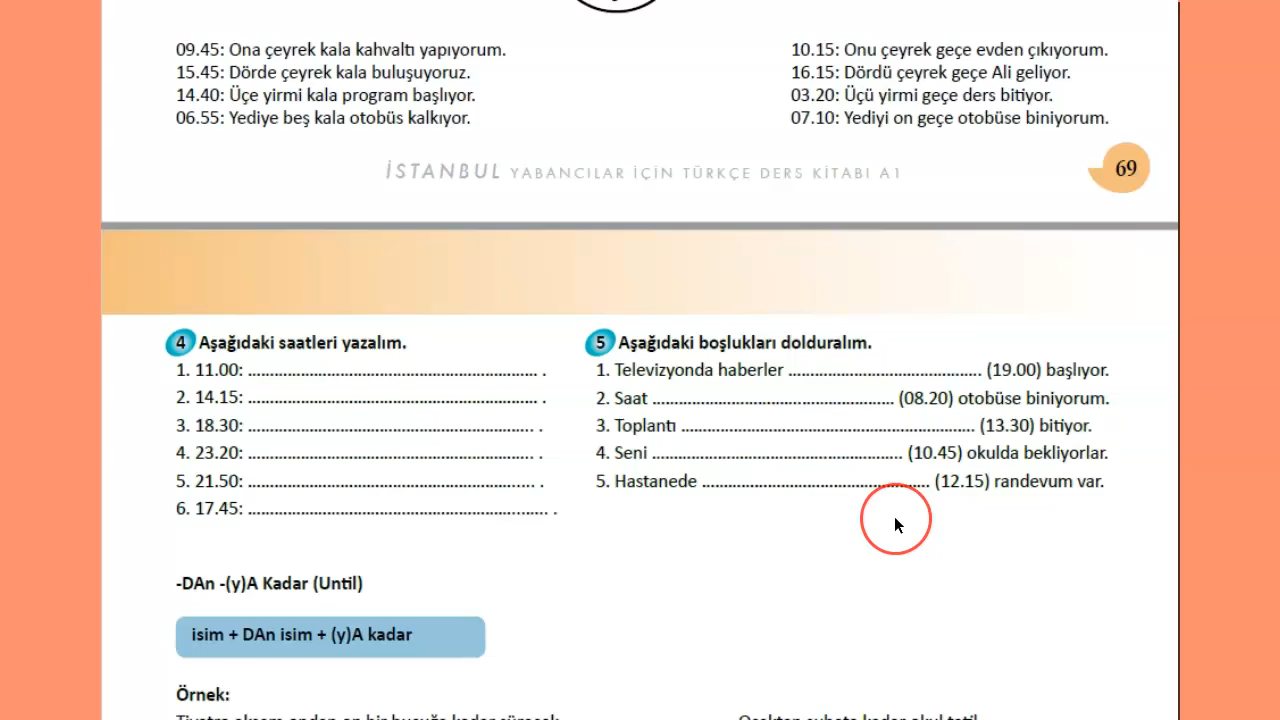 09.45: Ona çeyrek kala kahvaltı yapıyorum.
15.45: Dörde çeyrek kala buluşuyoruz.
14.40: Üçe yirmi kala program başlıyor.
06.55: Yediye beş kala otobüs kalkıyor.
10.15: Onu çeyrek geçe evden çıkıyorum.
16.15: Dördü çeyrek geçe Ali geliyor.
03.20: Üçü yirmi geçe ders bitiyor.
07.10: Yediyi on geçe otobüse biniyorum.
İSTANBUL YABANCILAR İÇİN TÜRKÇE DERS KİTABI A1
69
4 Aşağıdaki saatleri yazalım.
1. 11.00: .......................................................... .
2. 14.15: .......................................................... .
3. 18.30: ......................................................... .
4. 23.20: ......................................................... .
5. 21.50: ......................................................... .
6. 17.45: ............................................................ .
5 Aşağıdaki boşlukları dolduralım.
1. Televizyonda haberler ....................................... (19.00) başlıyor.
2. Saat ................................................. (08.20) otobüse biniyorum.
3. Toplantı ........................................................... (13.30) bitiyor.
4. Seni .................................................. (10.45) okulda bekliyorlar.
5. Hastanede .............................................. (12.15) randevum var.
-DAn -(y)A Kadar (Until)
isim + DAn isim + (y)A kadar
Örnek: